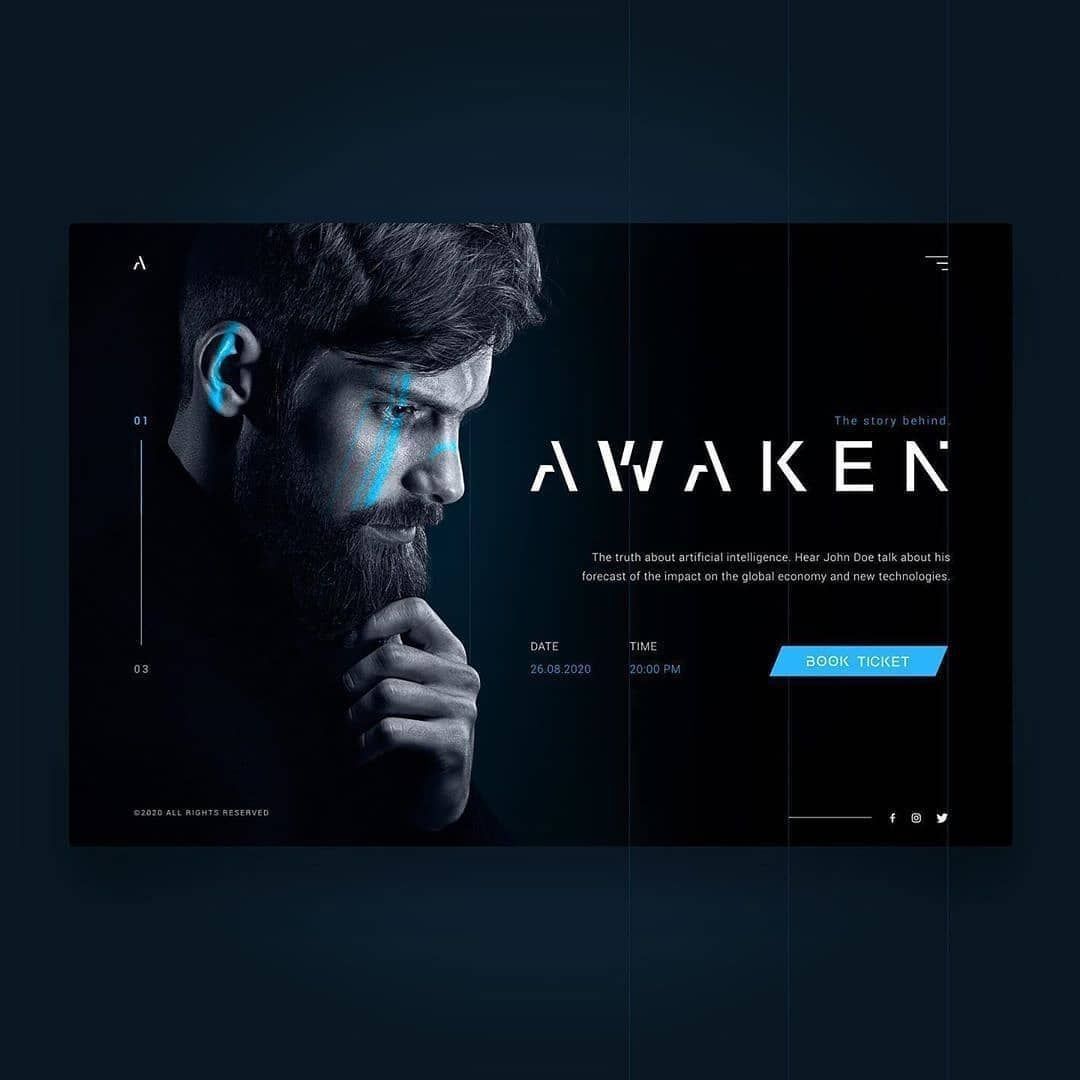 A
01
The story behind.
AWAKEN
The truth about artificial intelligence. Hear John Doe talk about his
forecast of the impact on the global economy and new technologies.
DATE
TIME
26.08.2020
20:00 PM
BOOK TICKET
03
©2020 ALL RIGHTS RESERVED